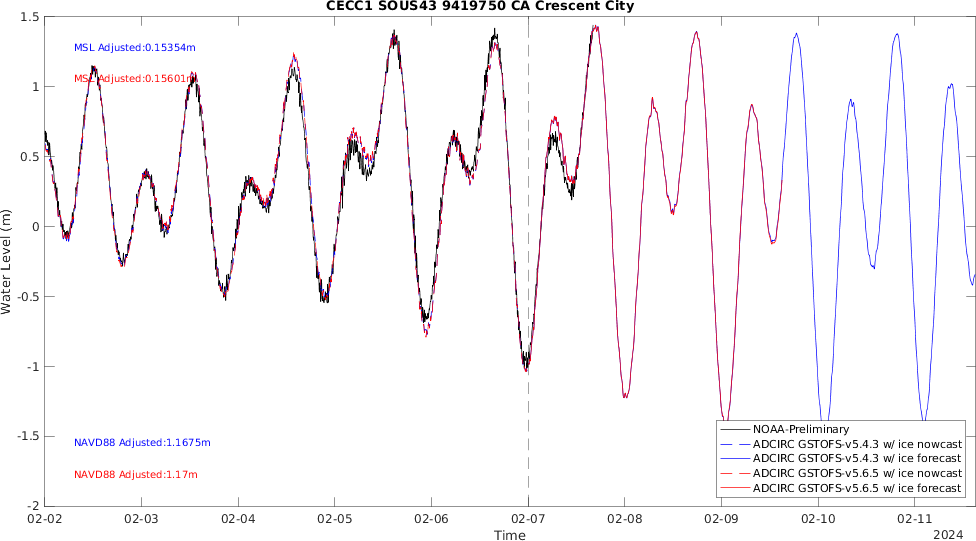 CECC1 SOUS43 9419750 CA Crescent City
1.5
MSL Adjusted:0.15354m
MSL Adjusted:0.15601m
1
0.5
0
Water Level (m)
-0.5
-1
-1.5
NAVD88 Adjusted:1.1675m
NAVD88 Adjusted:1.17m
NOAA-Preliminary
ADCIRC GSTOFS-v5.4.3 w/ ice nowcast
ADCIRC GSTOFS-v5.4.3 w/ ice forecast
ADCIRC GSTOFS-v5.6.5 w/ ice nowcast
ADCIRC GSTOFS-v5.6.5 w/ ice forecast
-2
02-02 02-03 02-04 02-05 02-06 02-07 02-08 02-09 02-10 02-11
Time
2024